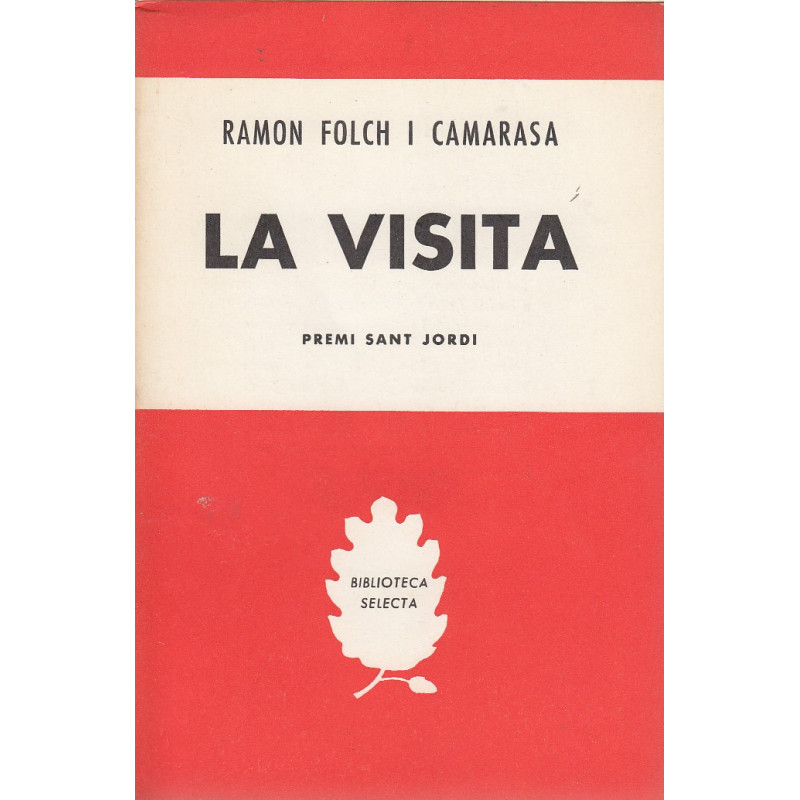 RAMON FOLCH I CAMARASA
LA VISITA
PREMI SANT JORDI
BIBLIOTECA
SELECTA